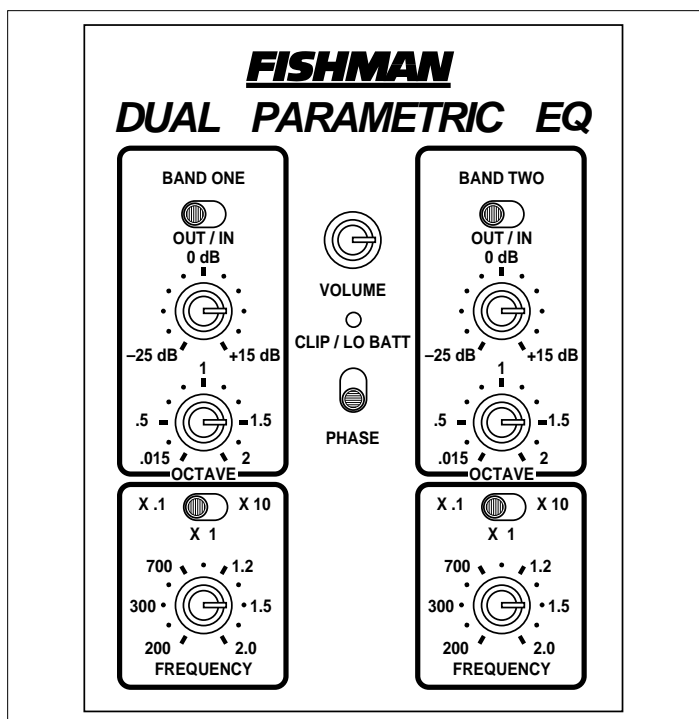 FISHMAN
DUAL PARAMETRIC EQ
BAND ONE
OUT / IN
0 dB
–25 dB +15 dB
1
.5 1.5
.015 2
OCTAVE
X .1 X 10
X 1
700 1.2
300 1.5
200 2.0
FREQUENCY
VOLUME
CLIP / LO BATT
PHASE
BAND TWO
OUT / IN
0 dB
–25 dB +15 dB
1
.5 1.5
.015 2
OCTAVE
X .1 X 10
X 1
700 1.2
300 1.5
200 2.0
FREQUENCY